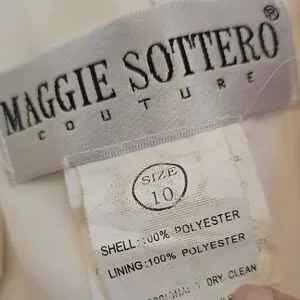 MAGGIE SOTTERO®
COUTURE
SIZE
10
SHELL:100% POLYESTER
LINING:100% POLYESTER
DRY CLEAN